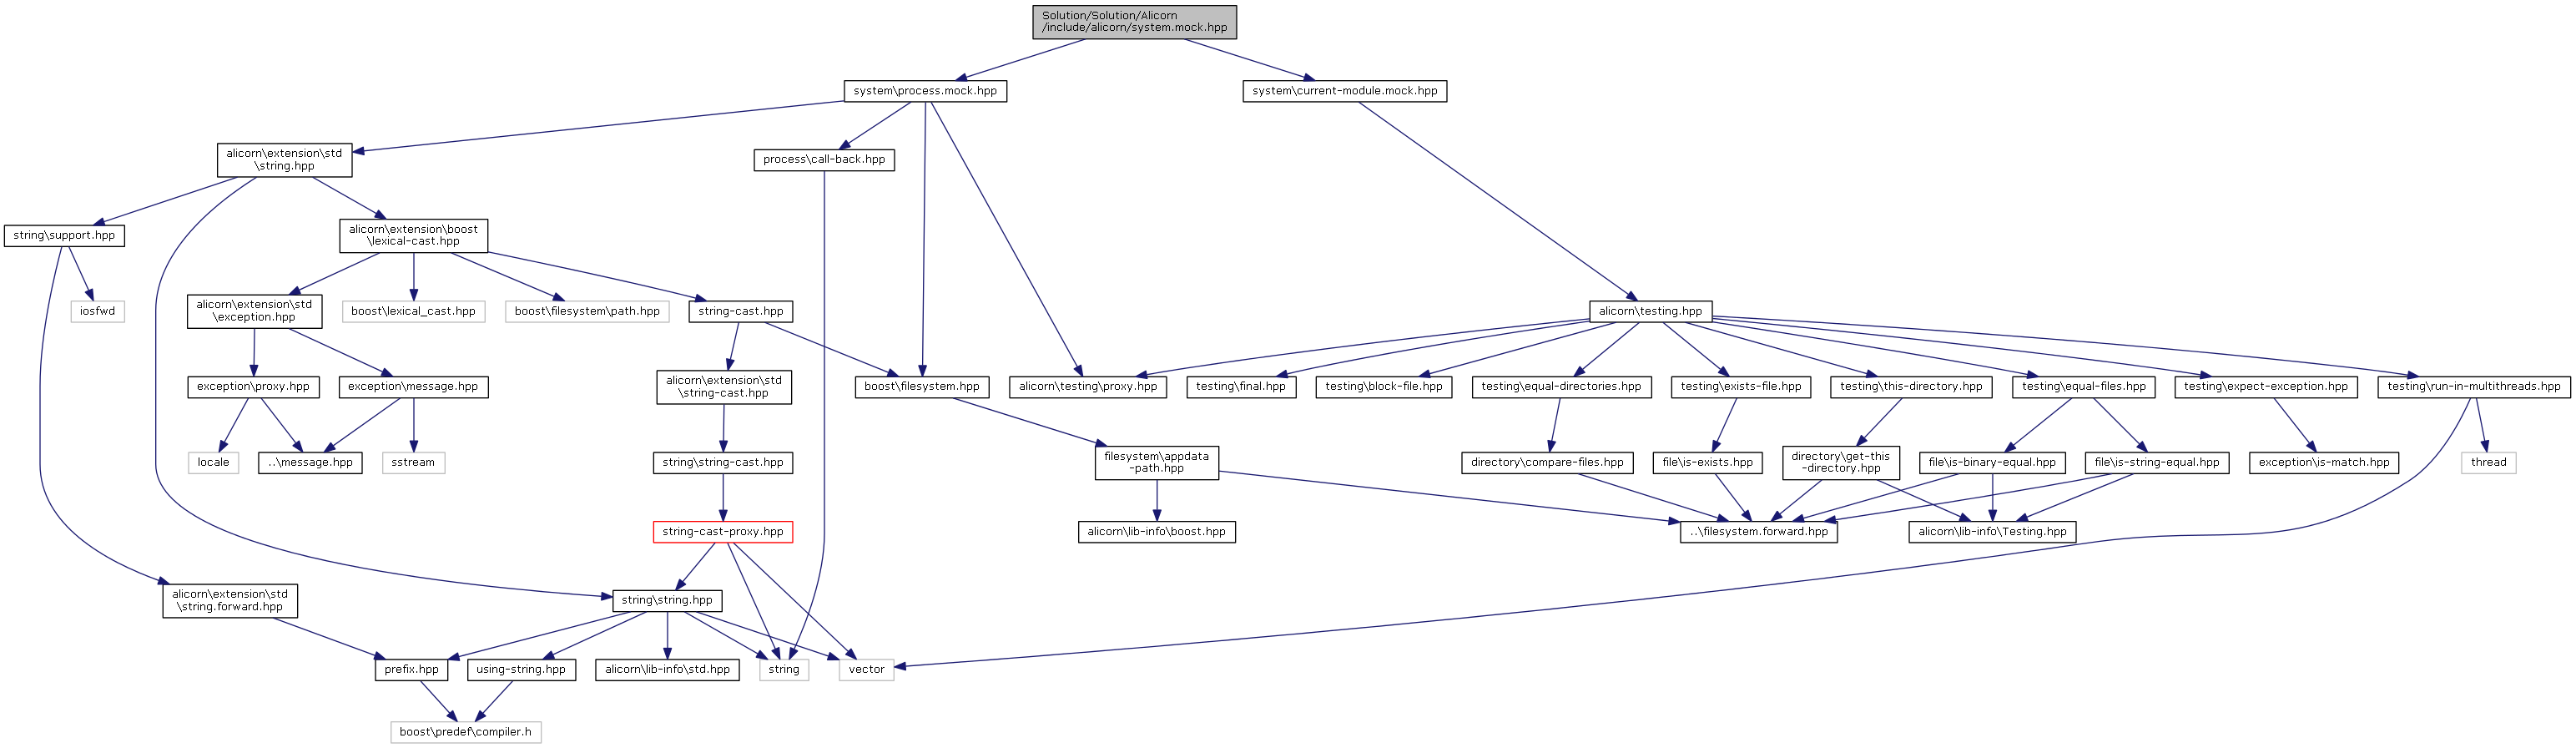 Solution/Solution/Alicorn
/include/alicorn/system.mock.hpp
system\process.mock.hpp
system\current-module.mock.hpp
alicorn\extension\std
\string.hpp
process\call-back.hpp
string\support.hpp
alicorn\extension\boost
\lexical-cast.hpp
iosfwd
alicorn\extension\std
\exception.hpp
boost\lexical_cast.hpp
boost\filesystem\path.hpp
string-cast.hpp
alicorn\testing.hpp
exception\proxy.hpp
exception\message.hpp
alicorn\extension\std
\string-cast.hpp
boost\filesystem.hpp
alicorn\testing\proxy.hpp
testing\final.hpp
testing\block-file.hpp
testing\equal-directories.hpp
testing\exists-file.hpp
testing\this-directory.hpp
testing\equal-files.hpp
testing\expect-exception.hpp
testing\run-in-multithreads.hpp
locale
..\message.hpp
sstream
string\string-cast.hpp
filesystem\appdata
-path.hpp
directory\compare-files.hpp
file\is-exists.hpp
directory\get-this
-directory.hpp
file\is-binary-equal.hpp
file\is-string-equal.hpp
exception\is-match.hpp
thread
string-cast-proxy.hpp
alicorn\lib-info\boost.hpp
..\filesystem.forward.hpp
alicorn\lib-info\Testing.hpp
alicorn\extension\std
\string.forward.hpp
string\string.hpp
prefix.hpp
using-string.hpp
alicorn\lib-info\std.hpp
string
vector
boost\predef\compiler.h